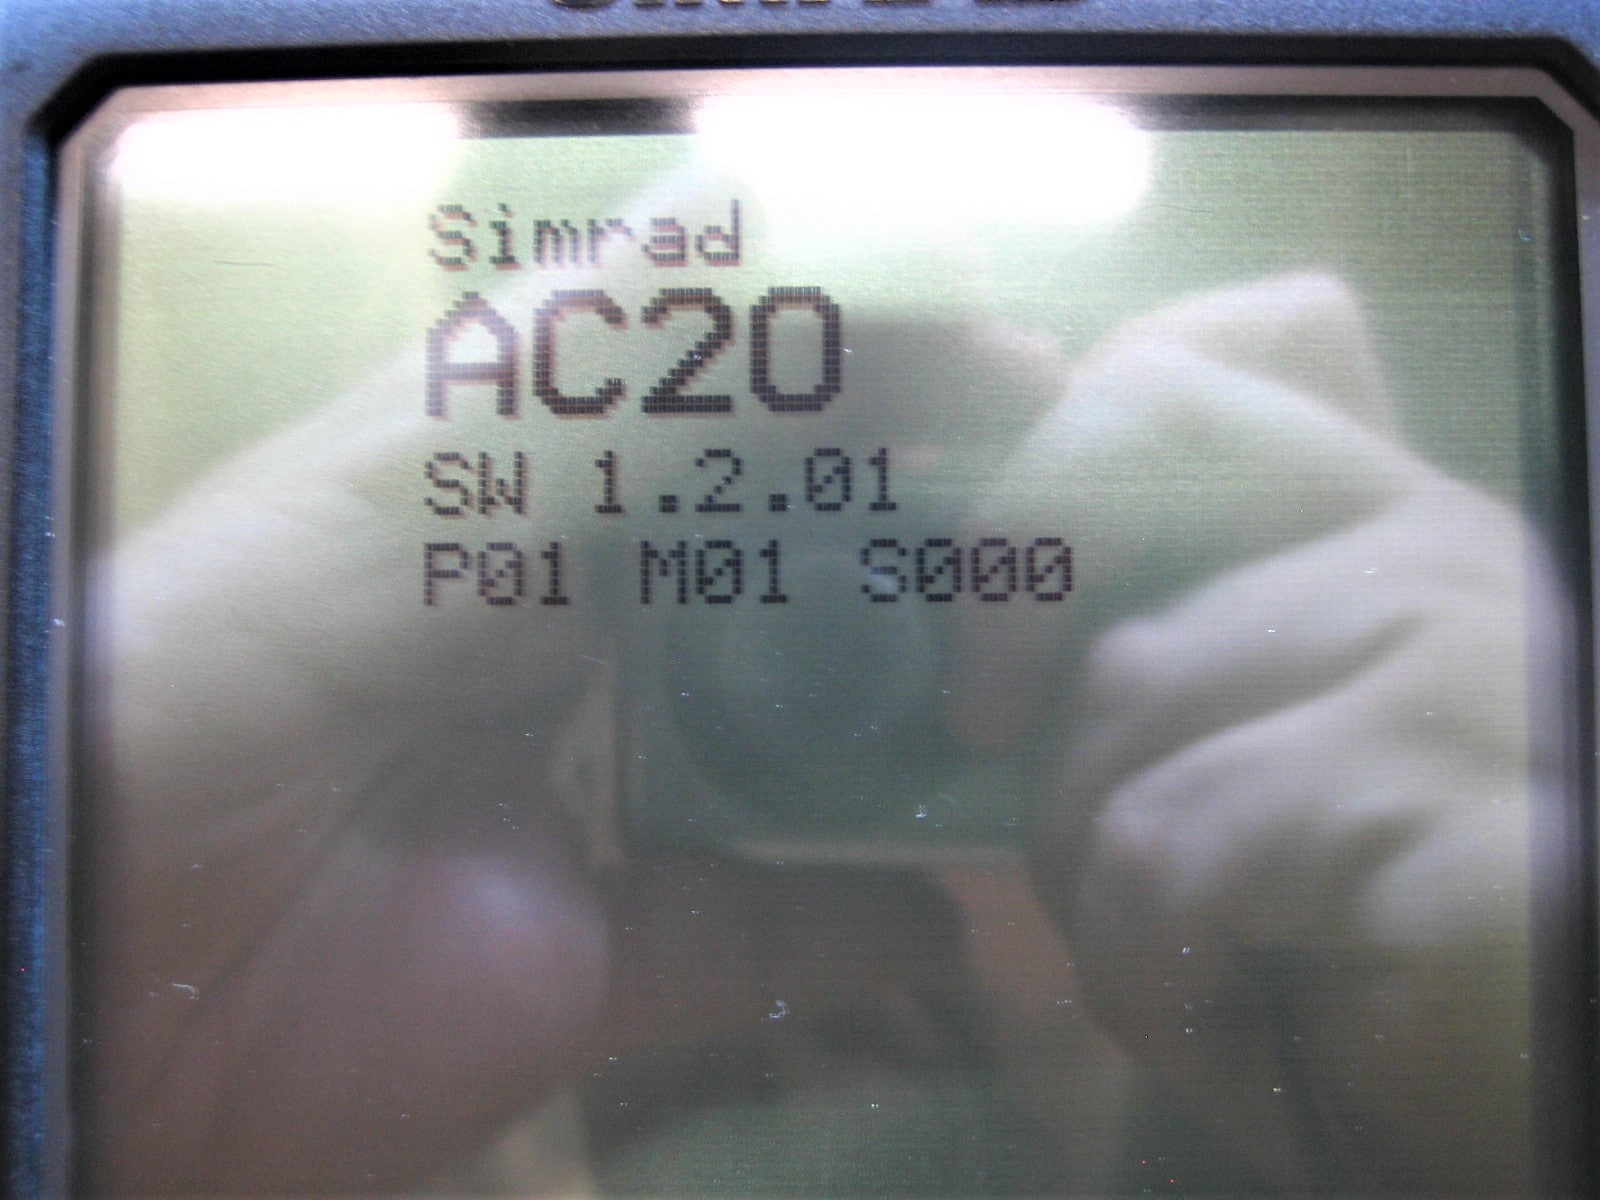 Simrad
AC20
SW 1.2.01
P01 M01 S000